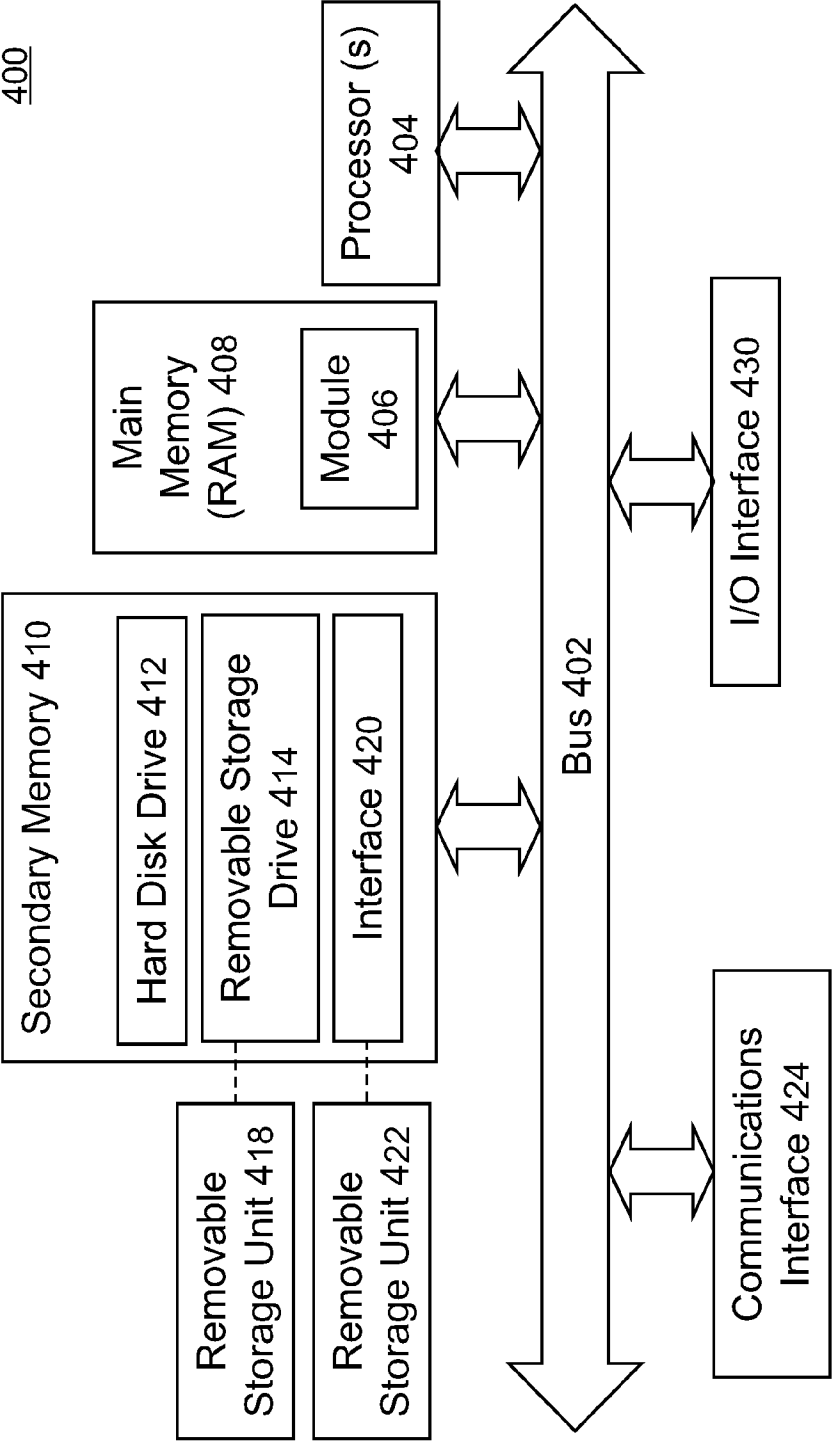 400
Processor (s)
404
Main
Memory
(RAM) 408
Module
406
Secondary Memory 410
Hard Disk Drive 412
Removable Storage
Drive 414
Interface 420
Removable
Storage Unit 418
Removable
Storage Unit 422
Bus 402
I/O Interface 430
Communications
Interface 424